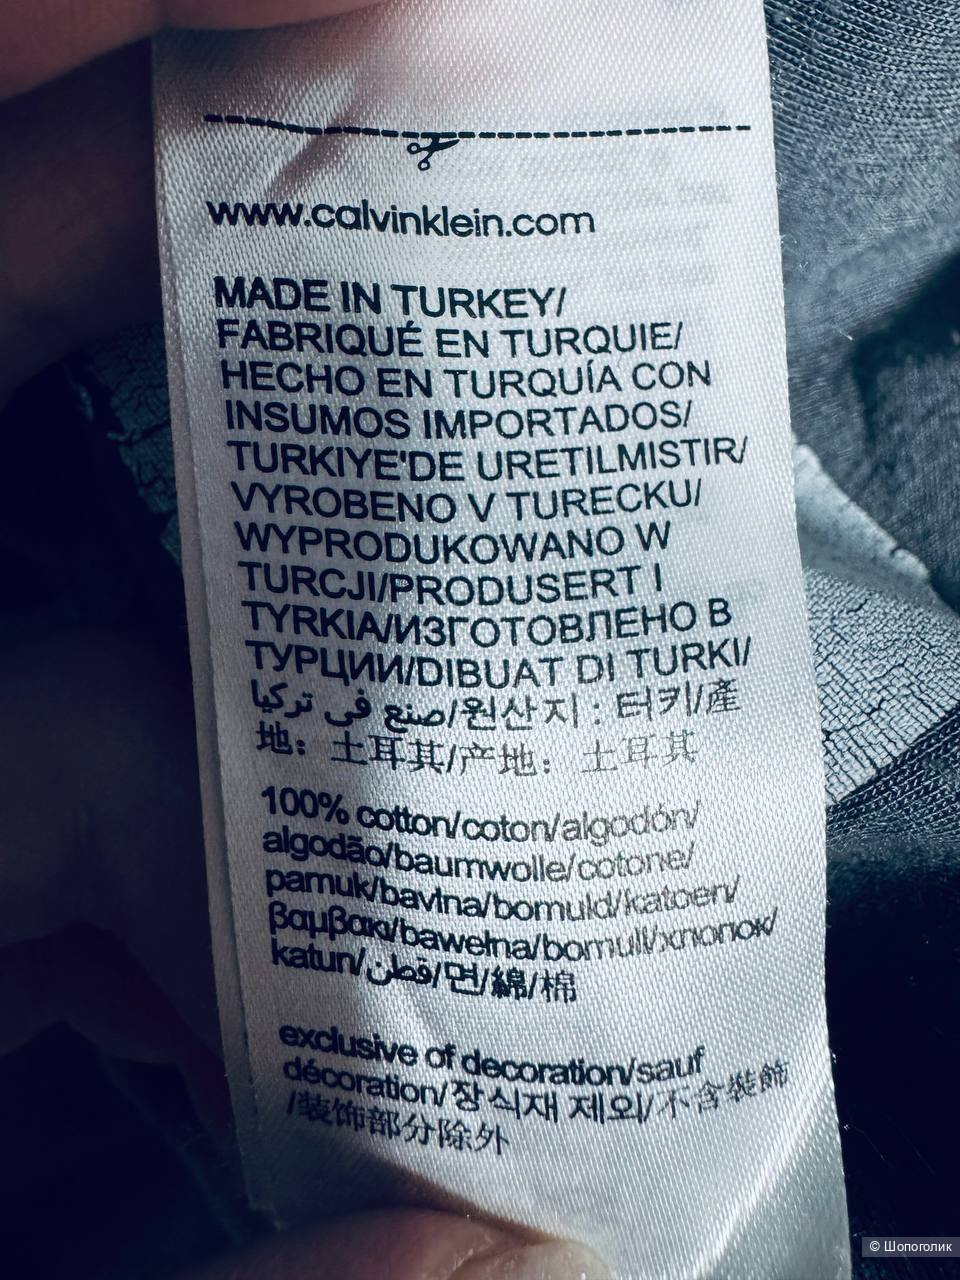 www.calvinklein.com
MADE IN TURKEY/
FABRIQUÉ EN TURQUIE/
HECHO EN TURQUÍA CON
INSUMOS IMPORTADOS/
TURKIYE'DE URETILMISTIR/
VYROBENO V TURECKU/
WYPRODUKOWANO W
TURCJI/PRODUSERT I
TYRKIA/ИЗГОТОВЛЕНО В
ТУРЦИИ/DIBUAT DI TURKI/
صنع في تركيا/원산지 : 터키/產
地：土耳其/产地：土耳其
100% cotton/coton/algodón/
algodão/baumwolle/cotone/
pamuk/bavlna/bomuld/katoen/
βαμβακι/bawełna/bomull/хлопок/
katun/قطن/면/綿/棉
exclusive of decoration/sauf
décoration/장식재 제외/不含裝飾
/装饰部分除外
© Шопоголик